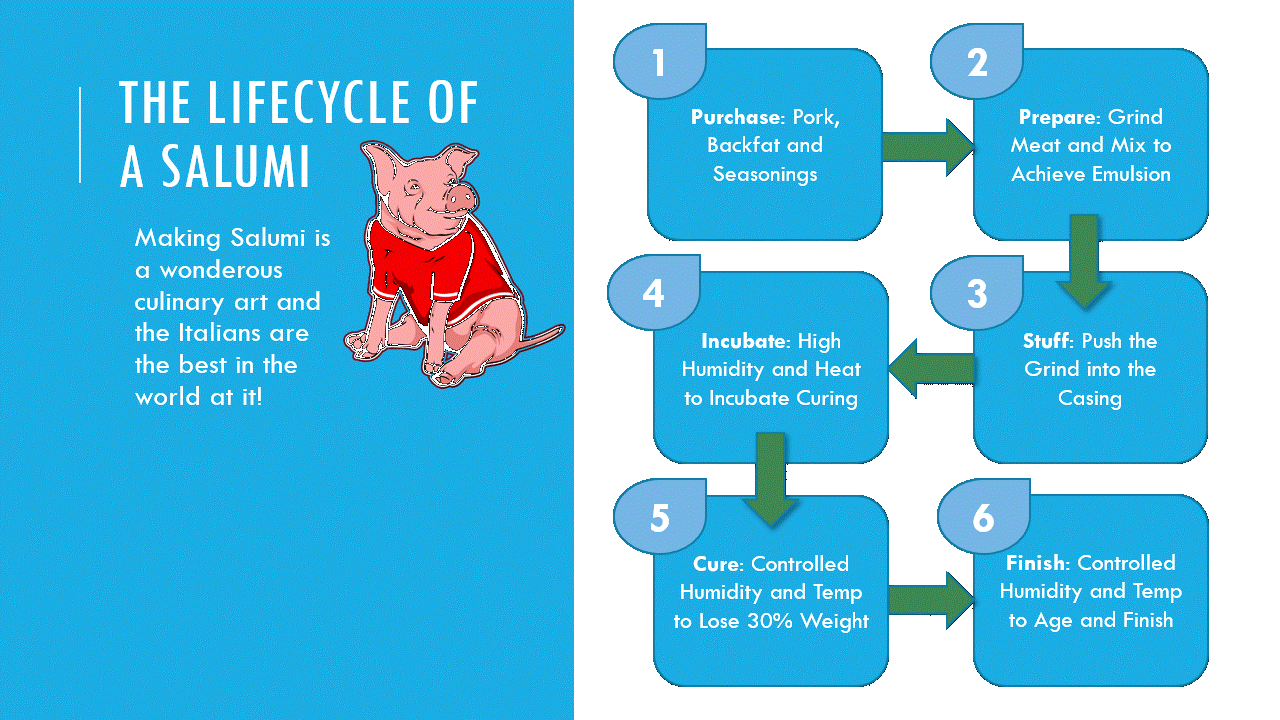 THE LIFECYCLE OF
A SALUMI
Making Salumi is
a wonderous
culinary art and
the Italians are
the best in the
world at it!
1
Purchase: Pork,
Backfat and
Seasonings
2
Prepare: Grind
Meat and Mix to
Achieve Emulsion
3
Stuff: Push the
Grind into the
Casing
4
Incubate: High
Humidity and Heat
to Incubate Curing
5
Cure: Controlled
Humidity and Temp
to Lose 30% Weight
6
Finish: Controlled
Humidity and Temp
to Age and Finish